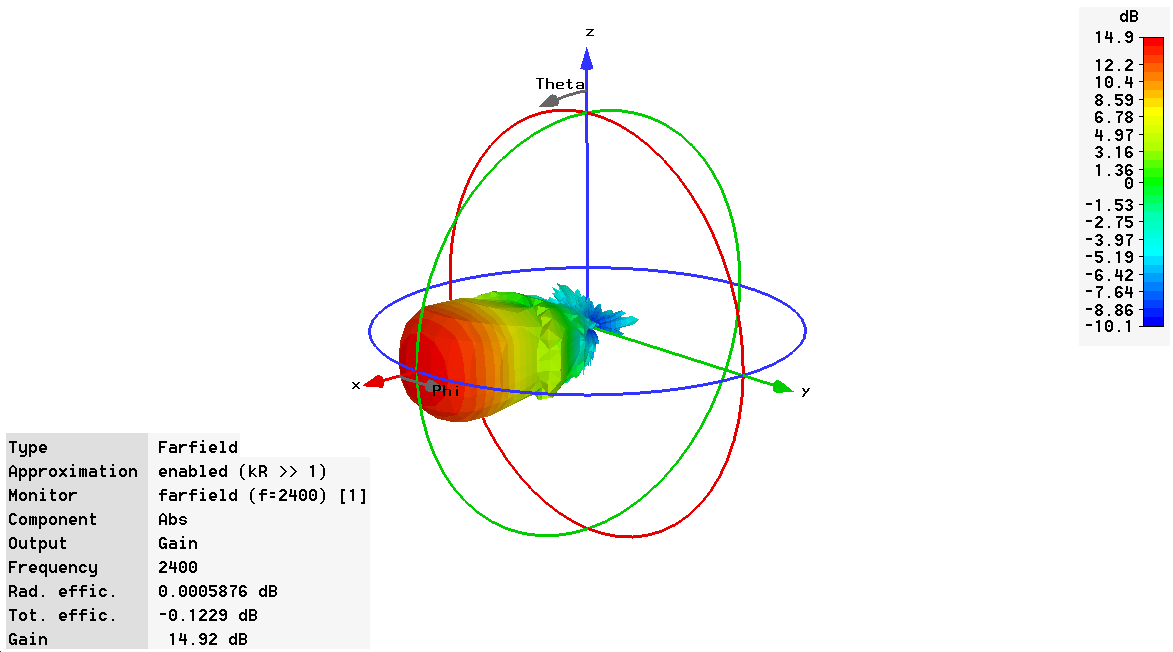 dB
14.9
12.2
10.4
8.59
6.78
4.97
3.16
1.36
0
-1.53
-2.75
-3.97
-5.19
-6.42
-7.64
-8.86
-10.1
z
Theta
x
Phi
y
Type Farfield
Approximation enabled (kR >> 1)
Monitor farfield (f=2400) [1]
Component Abs
Output Gain
Frequency 2400
Rad. effic. 0.0005876 dB
Tot. effic. -0.1229 dB
Gain 14.92 dB